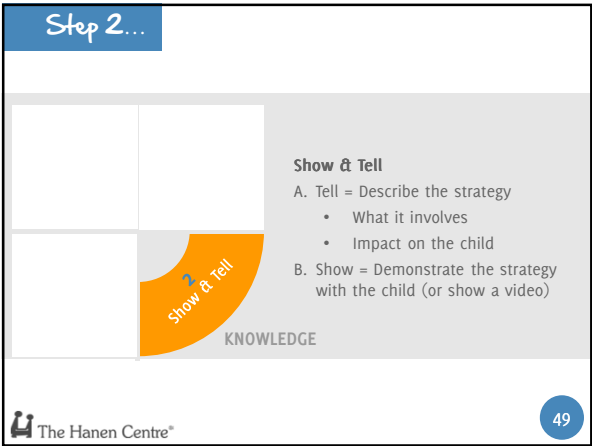 Step 2...
Show & Tell
A. Tell = Describe the strategy
• What it involves
• Impact on the child
B. Show = Demonstrate the strategy
with the child (or show a video)
2
Show & Tell
KNOWLEDGE
The Hanen Centre®
49